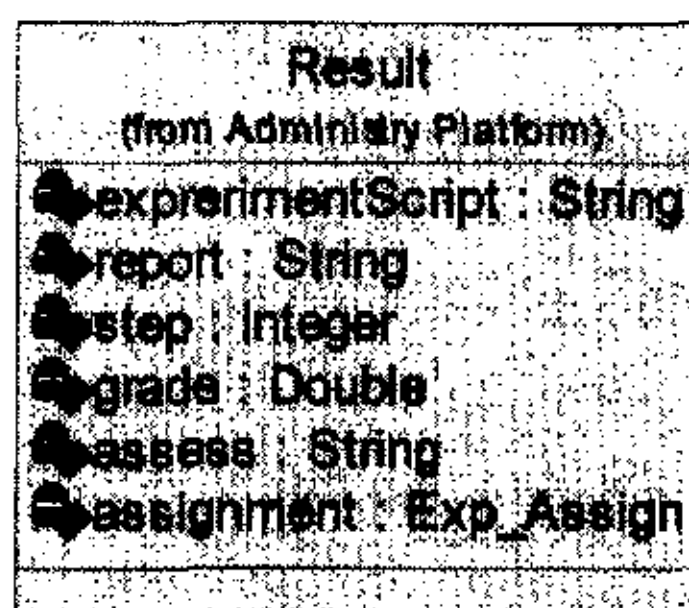 Result
(from Administry Platform)
exprerimentScript : String
report : String
step : Integer
grade : Double
assess : String
assignment : Exp_Assign